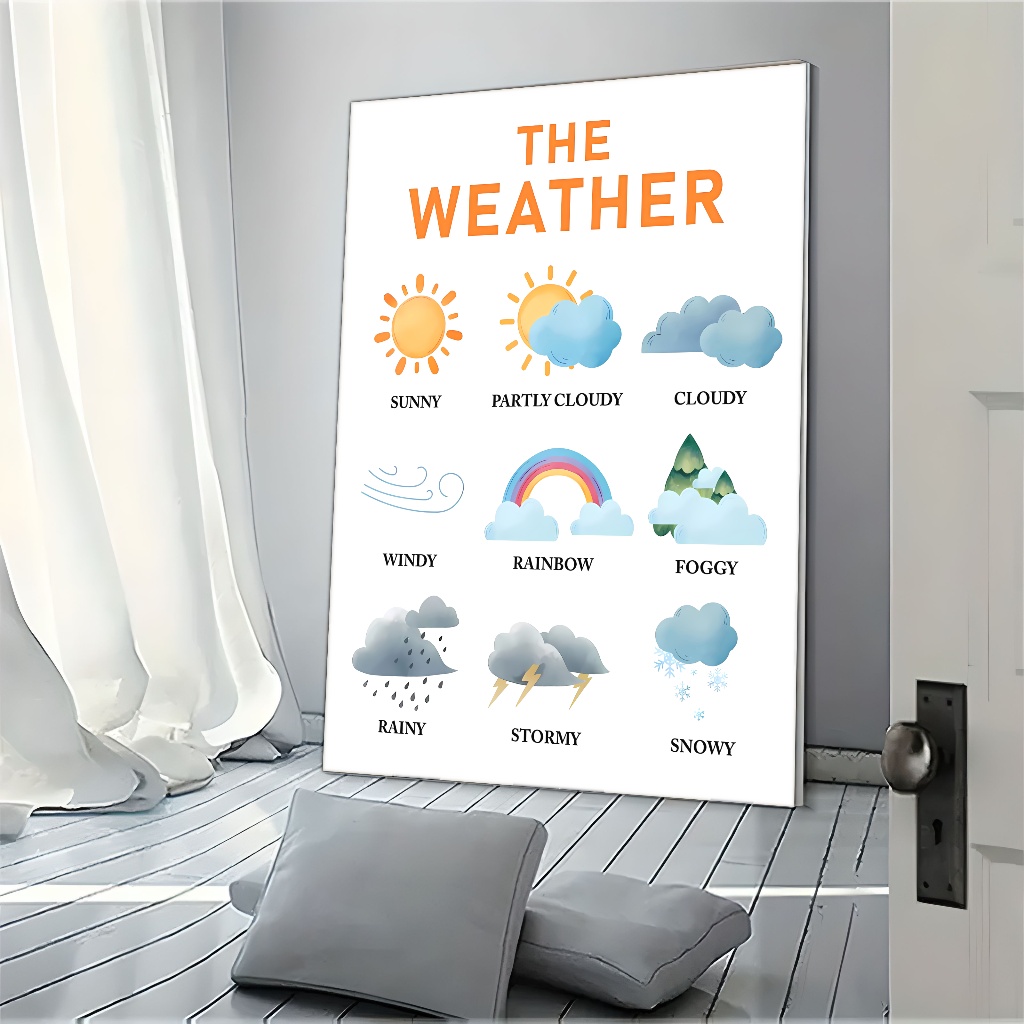 THE
WEATHER
SUNNY
PARTLY CLOUDY
CLOUDY
WINDY
RAINBOW
FOGGY
RAINY
STORMY
SNOWY